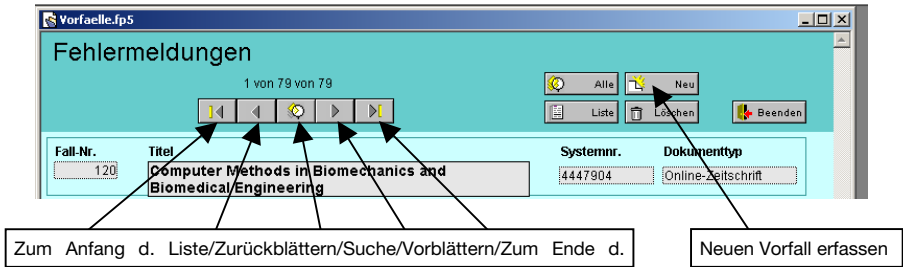 Vorfaelle.fp5
Fehlermeldungen
1 von 79 von 79
Alle Neu
Liste Löschen Beenden
Fall-Nr. Titel Systemnr. Dokumenttyp
120 Computer Methods in Biomechanics and 4447904 Online-Zeitschrift
Biomedical Engineering
Zum Anfang d. Liste/Zurückblättern/Suche/Vorblättern/Zum Ende d. Neuen Vorfall erfassen